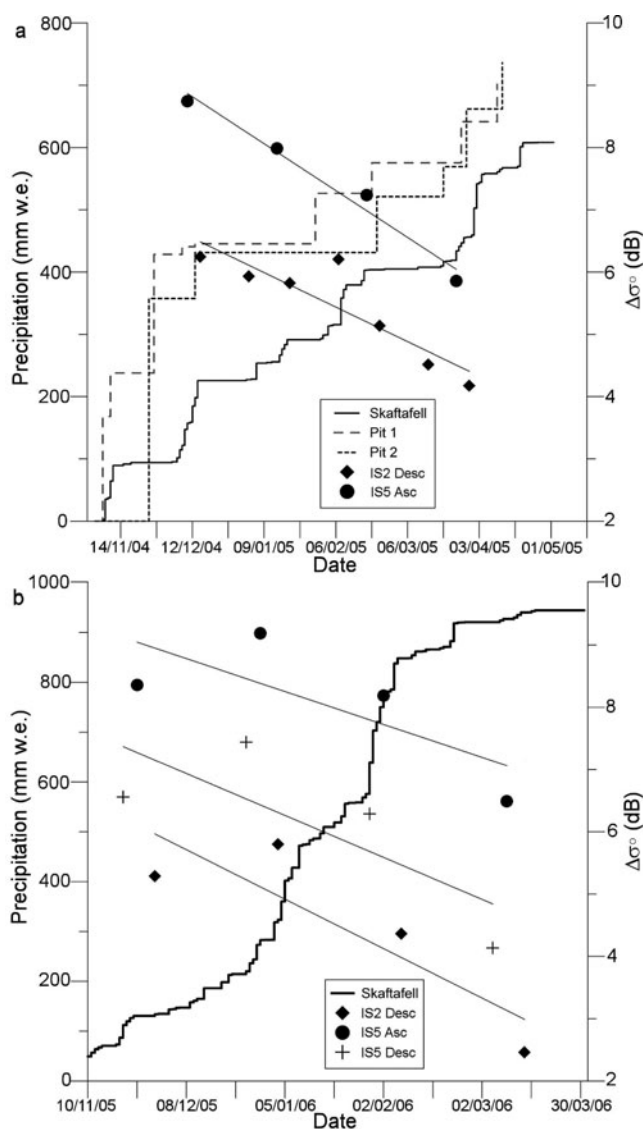 a
800
600
400
200
0
Precipitation (mm w.e.)
10
8
6
4
2
Δσ° (dB)
Skaftafell
Pit 1
Pit 2
IS2 Desc
IS5 Asc
14/11/04 12/12/04 09/01/05 06/02/05 06/03/05 03/04/05 01/05/05
Date
b
1000
800
600
400
200
0
Precipitation (mm w.e.)
10
8
6
4
2
Δσ° (dB)
Skaftafell
IS2 Desc
IS5 Asc
IS5 Desc
10/11/05 08/12/05 05/01/06 02/02/06 02/03/06 30/03/06
Date